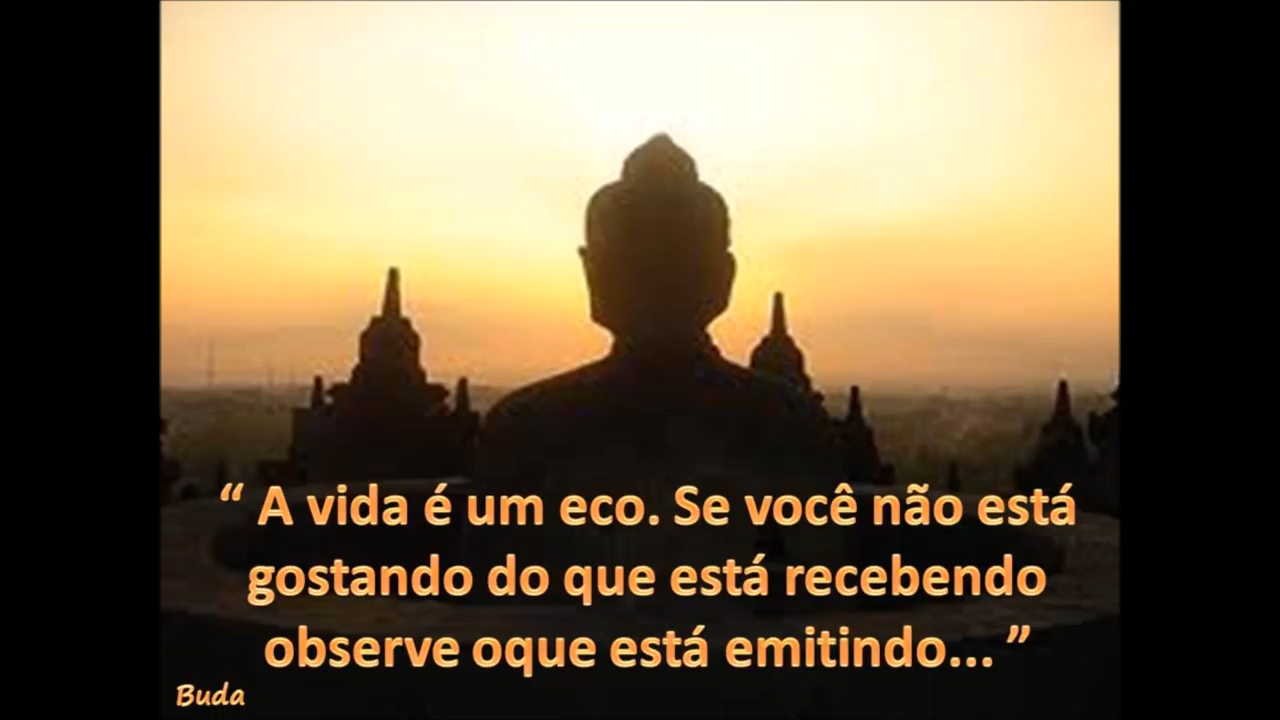 “ A vida é um eco. Se você não está
gostando do que está recebendo
observe oque está emitindo... ”
Buda